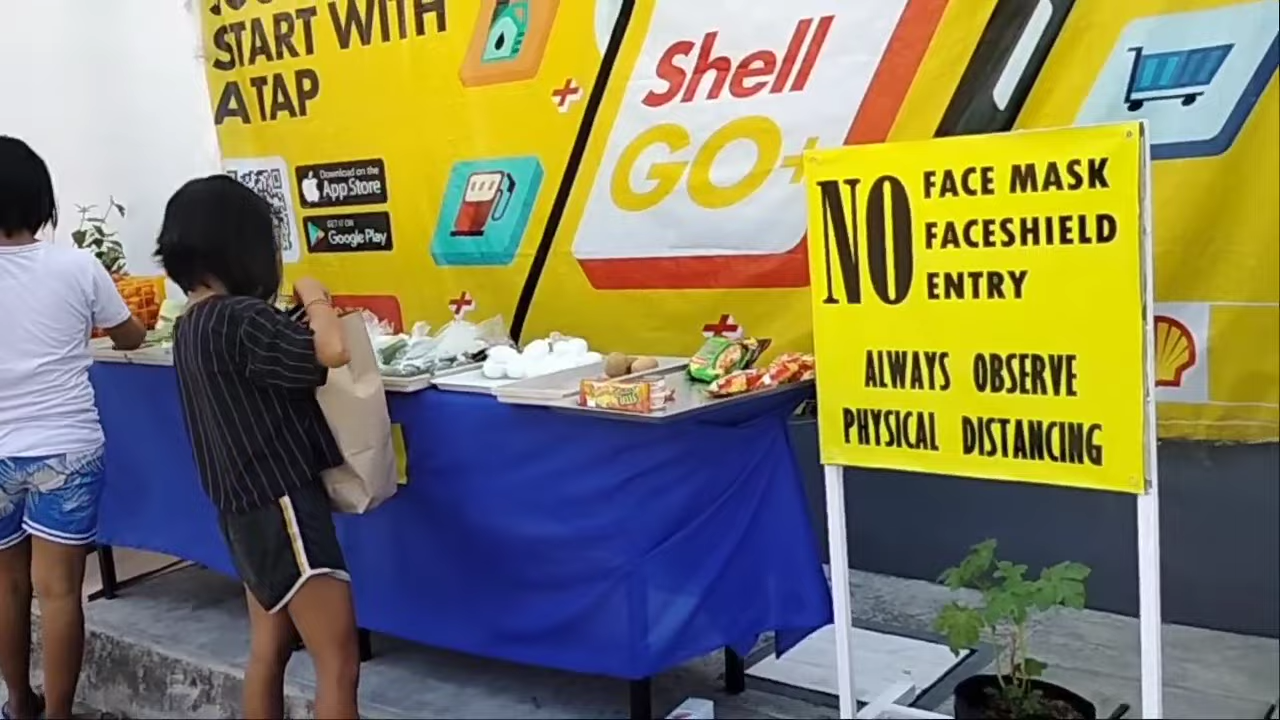 START WITH
A TAP
Download on the
App Store
GET IT ON
Google Play
Shell
GO+
NO FACE MASK
FACESHIELD
ENTRY
ALWAYS OBSERVE
PHYSICAL DISTANCING